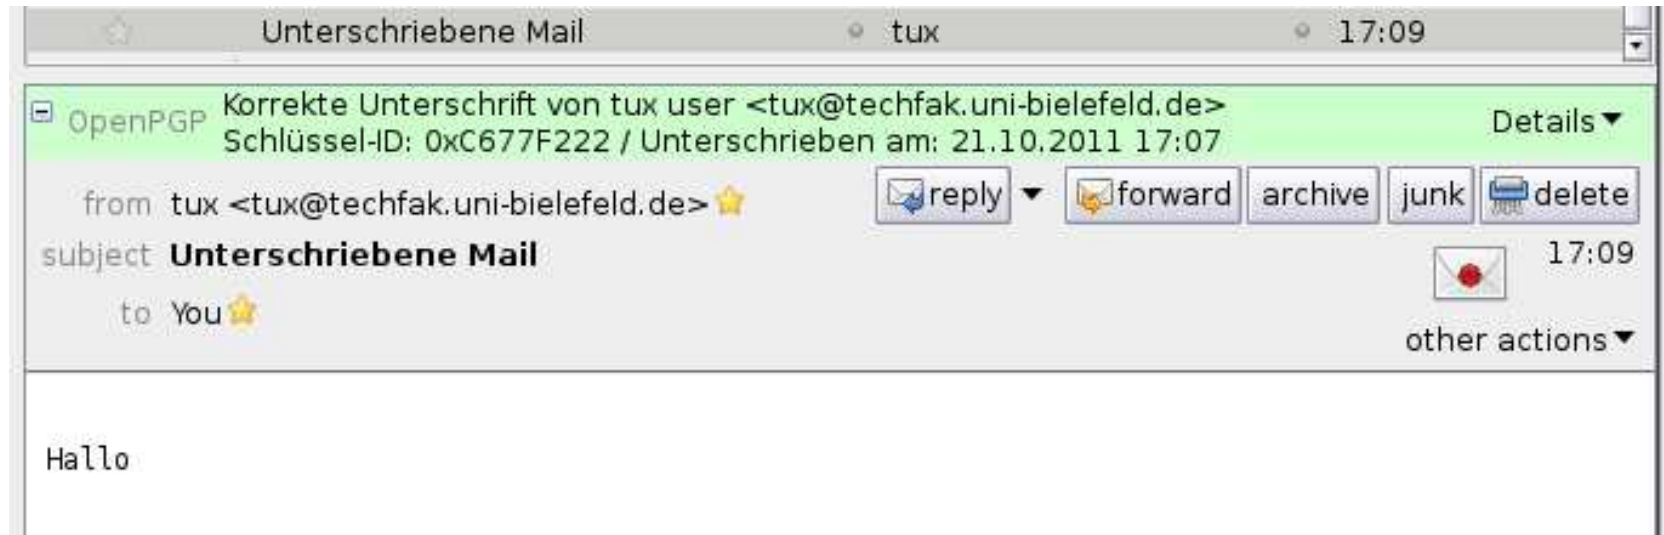 Unterschriebene Mail tux 17:09
OpenPGP Korrekte Unterschrift von tux user <tux@techfak.uni-bielefeld.de> Details
Schlüssel-ID: 0xC677F222 / Unterschrieben am: 21.10.2011 17:07
from tux <tux@techfak.uni-bielefeld.de> reply forward archive junk delete
subject Unterschriebene Mail 17:09
to You
other actions
Hallo